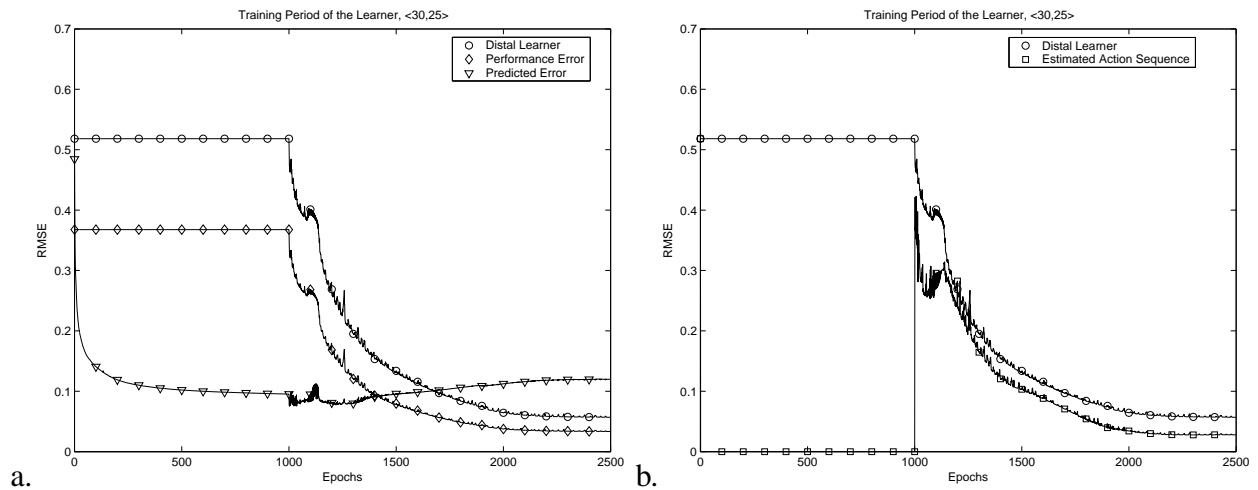 Training Period of the Learner, <30,25>
0.7
0.6
0.5
0.4
0.3
0.2
0.1
0
RMSE
Distal Learner
Performance Error
Predicted Error
0
500
1000
1500
2000
2500
Epochs
a.
Training Period of the Learner, <30,25>
0.7
0.6
0.5
0.4
0.3
0.2
0.1
0
RMSE
Distal Learner
Estimated Action Sequence
0
500
1000
1500
2000
2500
Epochs
b.